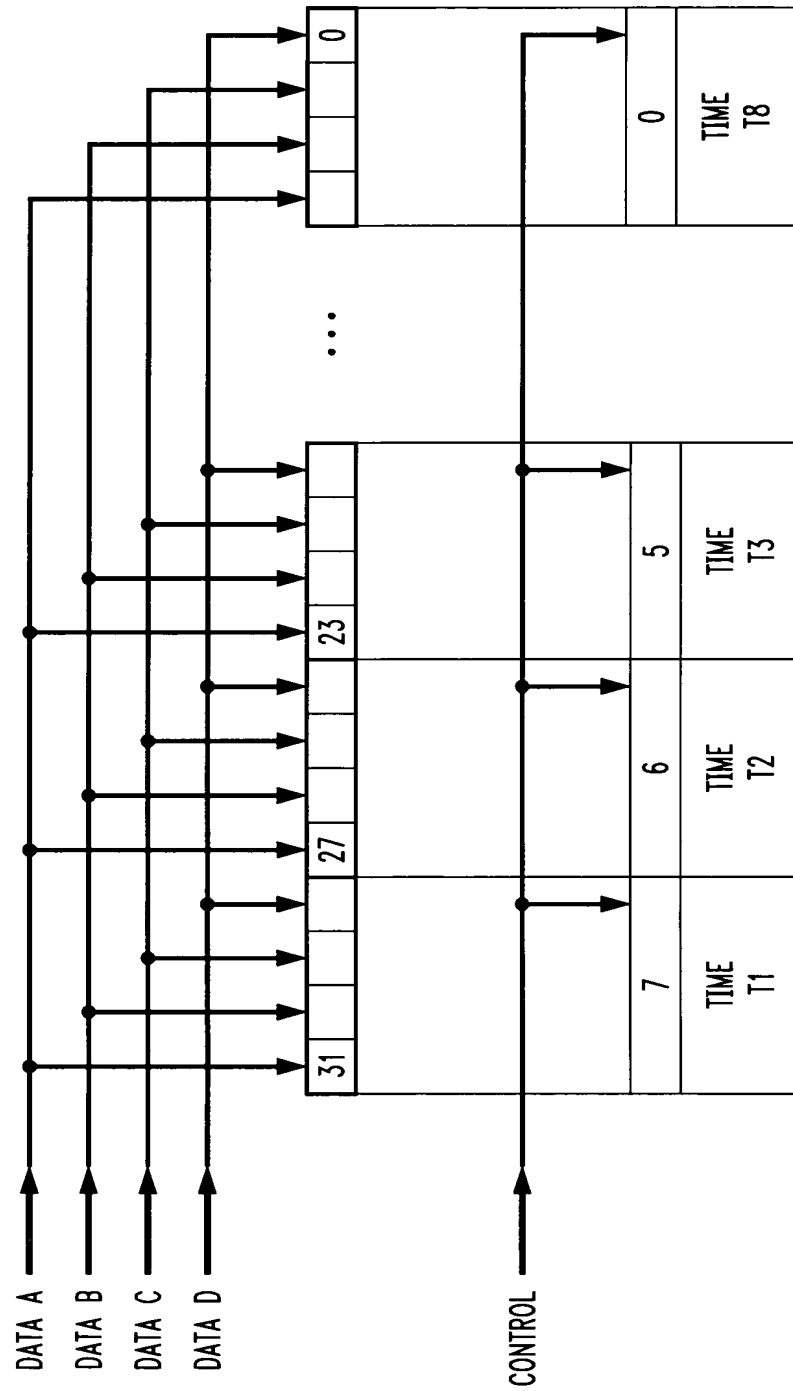 DATA A
DATA B
DATA C
DATA D
31
27
23
...
0
CONTROL
7
6
5
0
TIME
T1
TIME
T2
TIME
T3
TIME
T8